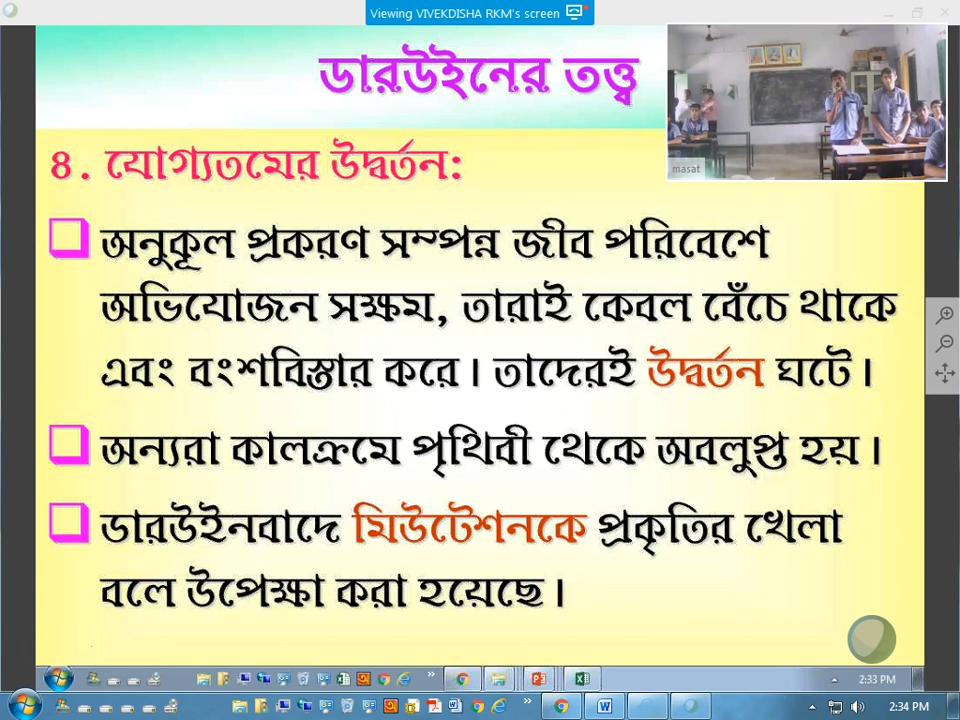 Viewing VIVEKDISHA RKM's screen
ডারউইনের তত্ত্ব
৪. যোগ্যতমের উদ্বর্তন:
masat
অনুকূল প্রকরণ সম্পন্ন জীব পরিবেশে
অভিযোজন সক্ষম, তারাই কেবল বেঁচে থাকে
এবং বংশবিস্তার করে। তাদেরই উদ্বর্তন ঘটে।
অন্যরা কালক্রমে পৃথিবী থেকে অবলুপ্ত হয়।
ডারউইনবাদে মিউটেশনকে প্রকৃতির খেলা
বলে উপেক্ষা করা হয়েছে।
2:33 PM
2:34 PM